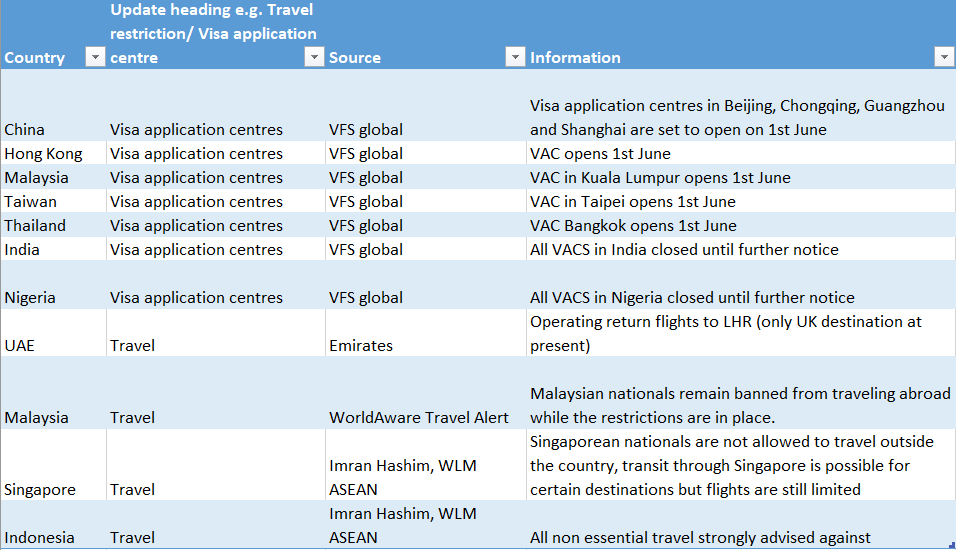 Update heading e.g. Travel
restriction/ Visa application
Country centre Source Information
Visa application centres in Beijing, Chongqing, Guangzhou
China Visa application centres VFS global and Shanghai are set to open on 1st June
Hong Kong Visa application centres VFS global VAC opens 1st June
Malaysia Visa application centres VFS global VAC in Kuala Lumpur opens 1st June
Taiwan Visa application centres VFS global VAC in Taipei opens 1st June
Thailand Visa application centres VFS global VAC Bangkok opens 1st June
India Visa application centres VFS global All VACS in India closed until further notice
Nigeria Visa application centres VFS global All VACS in Nigeria closed until further notice
Operating return flights to LHR (only UK destination at
UAE Travel Emirates present)
Malaysian nationals remain banned from traveling abroad
Malaysia Travel WorldAware Travel Alert while the restrictions are in place.
Singaporean nationals are not allowed to travel outside
Imran Hashim, WLM the country, transit through Singapore is possible for
Singapore Travel ASEAN certain destinations but flights are still limited
Imran Hashim, WLM
Indonesia Travel ASEAN All non essential travel strongly advised against